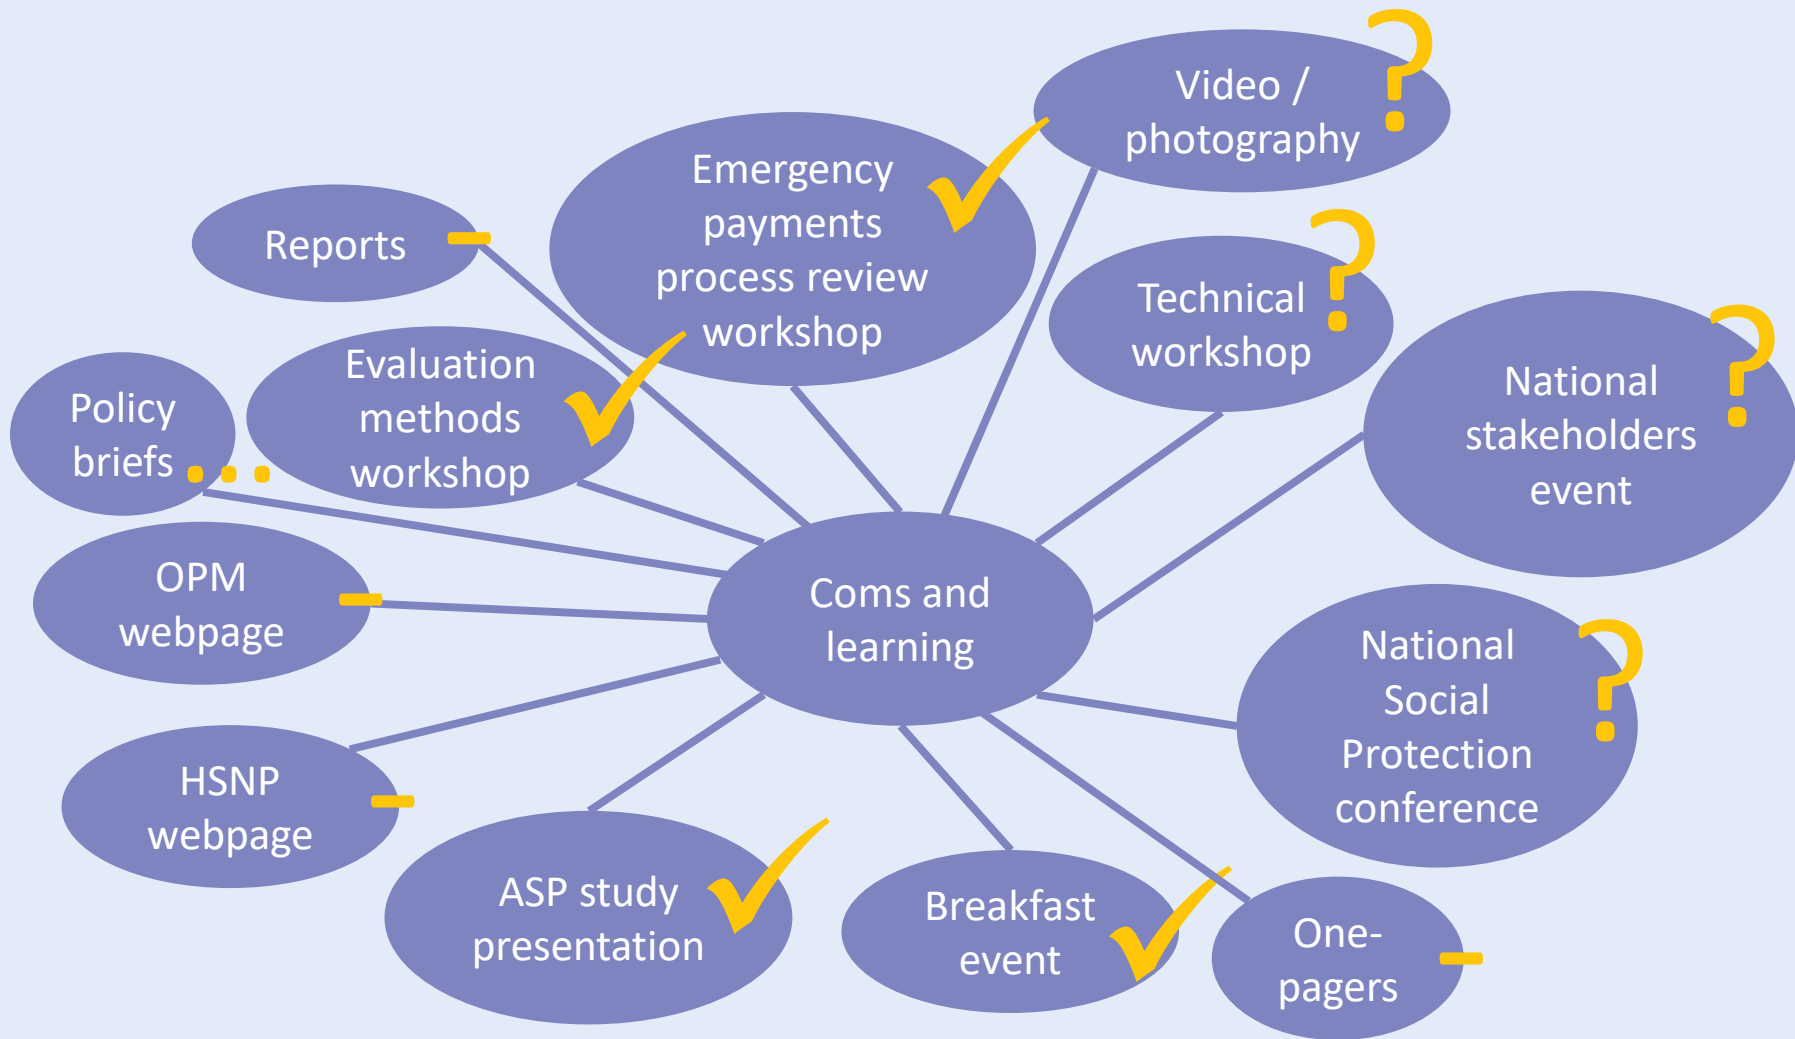 Video /
photography
?
Emergency
payments
process review
workshop
Reports
-
Technical
workshop
?
National
stakeholders
event
?
Evaluation
methods
workshop
Policy
briefs
...
OPM
webpage
-
Coms and
learning
National
Social
Protection
conference
?
HSNP
webpage
-
ASP study
presentation
Breakfast
event
One-
pagers
-